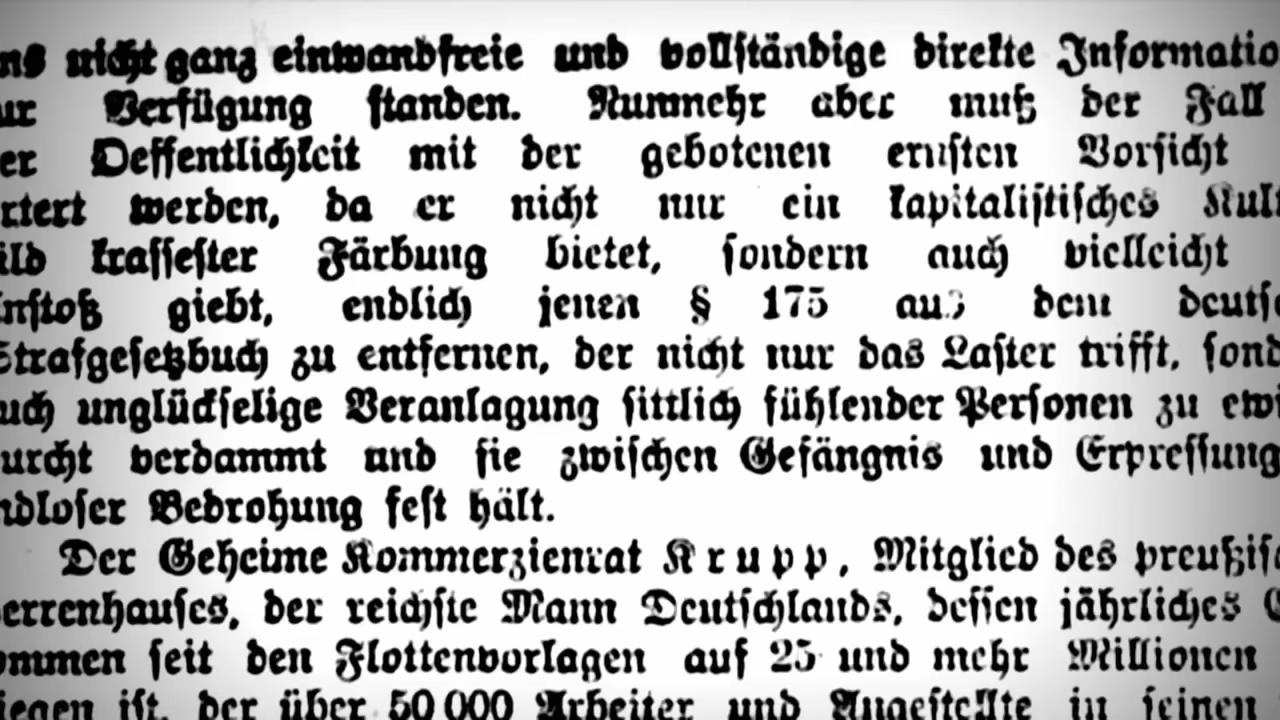 ns nicht ganz einwandfreie und vollständige direkte Informatio
ur Verfügung standen. Nunmehr aber muß der Fall
er Oeffentlichkeit mit der gebotenen ernsten Vorsicht
rtert werden, da er nicht nur ein kapitalistisches Kult
ild krassester Färbung bietet, sondern auch vielleicht
nstoß giebt, endlich jenen § 175 aus dem deutsc
Strafgesetzbuch zu entfernen, der nicht nur das Laster trifft, sond
uch unglückselige Veranlagung sittlich fühlender Personen zu ewi
urcht verdammt und sie zwischen Gefängnis und Erpressung
ndloser Bedrohung fest hält.
Der Geheime Kommerzienrat Krupp, Mitglied des preußisc
errenhauses, der reichste Mann Deutschlands, dessen jährliches
ommen seit den Flottenvorlagen auf 25 und mehr Millionen
iegen ist, der über 50 000 Arbeiter und Angestellte in seinen